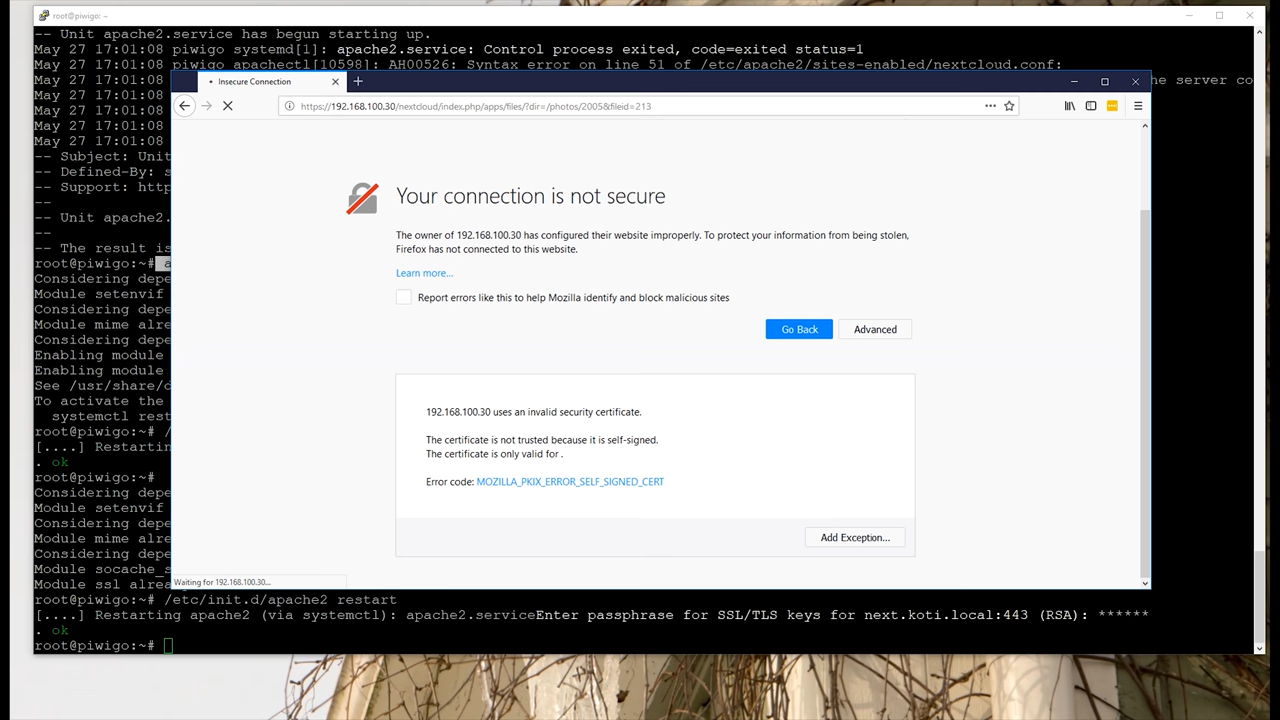 root@piwigo: ~
-- Unit apache2.service has begun starting up.
May 27 17:01:08 piwigo systemd[1]: apache2.service: Control process exited, code=exited status=1
May 27 17:01:08 piwigo apachectl[10598]: AH00526: Syntax error on line 51 of /etc/apache2/sites-enabled/nextcloud.conf:
May 27 17:01:08
he server co
May 27 17:01:08
May 27 17:01:08
May 27 17:01:08
May 27 17:01:08
-- Subject: Unit
-- Defined-By: s
-- Support: http
--
-- Unit apache2.
--
-- The result is
root@piwigo:~# a
Considering depe
Module setenvif
Considering depe
Module mime alre
Considering depe
Enabling module
Enabling module
See /usr/share/d
To activate the
systemctl rest
root@piwigo:~# /
[....] Restarting
. ok
root@piwigo:~#
Considering depe
Module setenvif
Considering depe
Module mime alre
Considering depe
Module socache_s
Module ssl alrea
root@piwigo:~# /etc/init.d/apache2 restart
[....] Restarting apache2 (via systemctl): apache2.serviceEnter passphrase for SSL/TLS keys for next.koti.local:443 (RSA): ******
. ok
root@piwigo:~#
Insecure Connection
https://192.168.100.30/nextcloud/index.php/apps/files/?dir=/photos/2005&fileid=213
Your connection is not secure
The owner of 192.168.100.30 has configured their website improperly. To protect your information from being stolen,
Firefox has not connected to this website.
Learn more...
Report errors like this to help Mozilla identify and block malicious sites
Go Back
Advanced
192.168.100.30 uses an invalid security certificate.
The certificate is not trusted because it is self-signed.
The certificate is only valid for .
Error code: MOZILLA_PKIX_ERROR_SELF_SIGNED_CERT
Add Exception...
Waiting for 192.168.100.30...